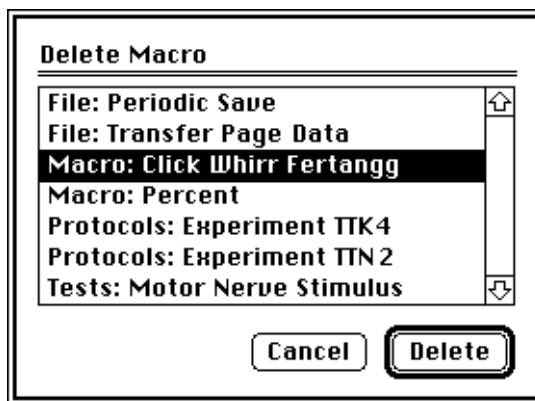 Delete Macro
File: Periodic Save
File: Transfer Page Data
Macro: Click Whirr Fertangg
Macro: Percent
Protocols: Experiment TTK4
Protocols: Experiment TTN2
Tests: Motor Nerve Stimulus
Cancel Delete